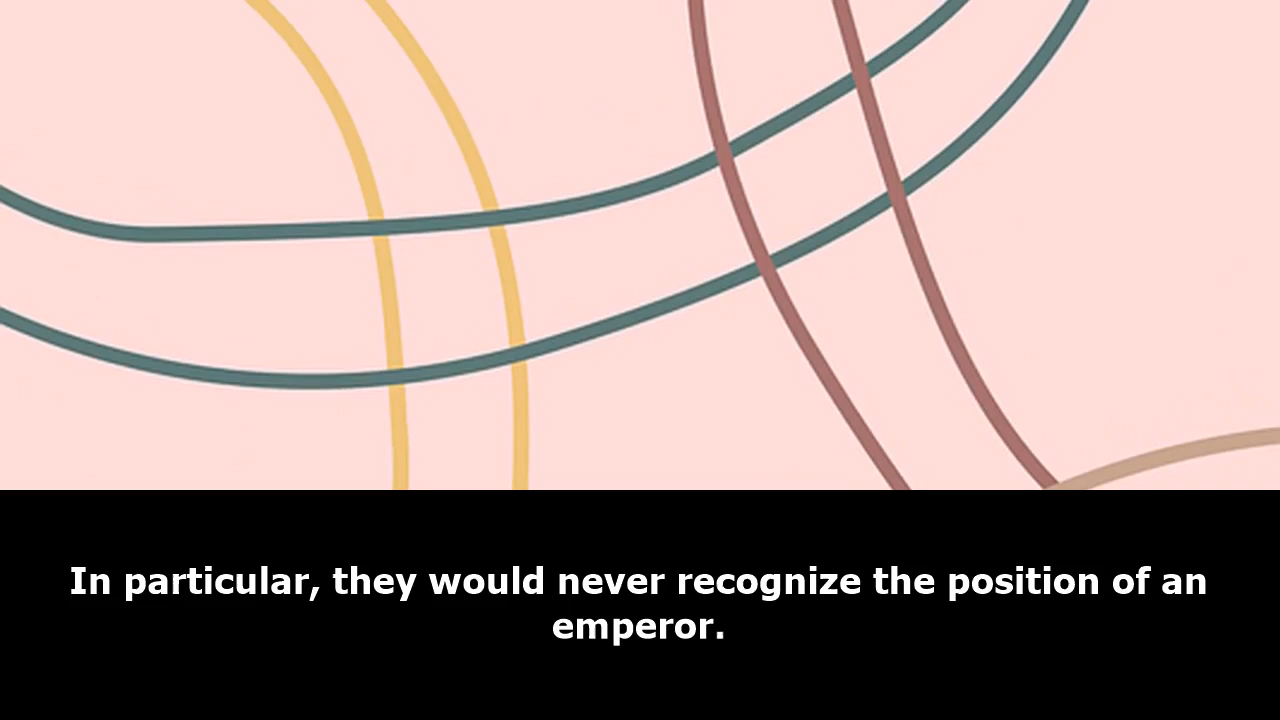 In particular, they would never recognize the position of an
emperor.